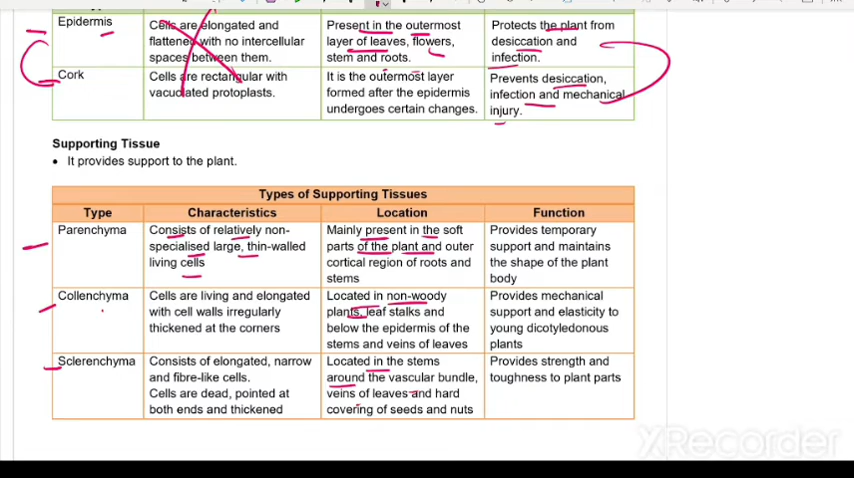 Epidermis
Cells are elongated and
flattened with no intercellular
spaces between them.
Present in the outermost
layer of leaves, flowers,
stem and roots.
Protects the plant from
desiccation and
infection.
Cork
Cells are rectangular with
vacuolated protoplasts.
It is the outermost layer
formed after the epidermis
undergoes certain changes.
Prevents desiccation,
infection and mechanical
injury.
Supporting Tissue
• It provides support to the plant.
Types of Supporting Tissues
Type
Characteristics
Location
Function
Parenchyma
Consists of relatively non-
specialised large, thin-walled
living cells
Mainly present in the soft
parts of the plant and outer
cortical region of roots and
stems
Provides temporary
support and maintains
the shape of the plant
body
Collenchyma
Cells are living and elongated
with cell walls irregularly
thickened at the corners
Located in non-woody
plants, leaf stalks and
below the epidermis of the
stems and veins of leaves
Provides mechanical
support and elasticity to
young dicotyledonous
plants
Sclerenchyma
Consists of elongated, narrow
and fibre-like cells.
Cells are dead, pointed at
both ends and thickened
Located in the stems
around the vascular bundle,
veins of leaves and hard
covering of seeds and nuts
Provides strength and
toughness to plant parts
XRecorder